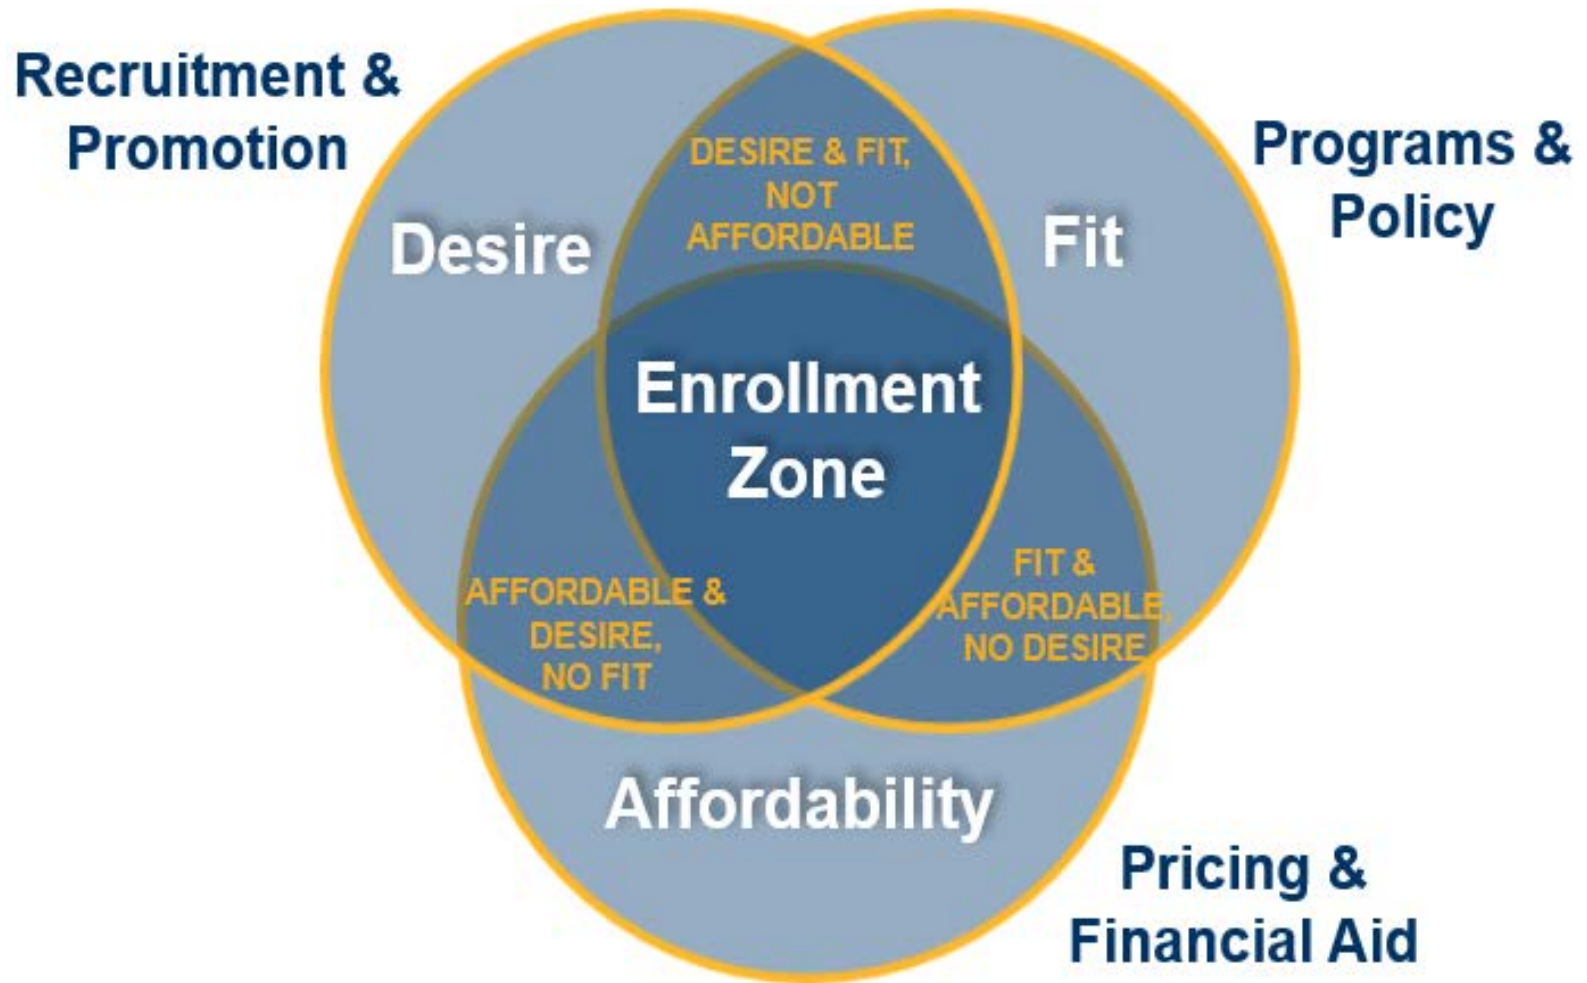 Recruitment &
Promotion
Programs &
Policy
DESIRE & FIT,
NOT
AFFORDABLE
Desire
Fit
Enrollment
Zone
AFFORDABLE &
DESIRE,
NO FIT
FIT &
AFFORDABLE,
NO DESIRE
Affordability
Pricing &
Financial Aid